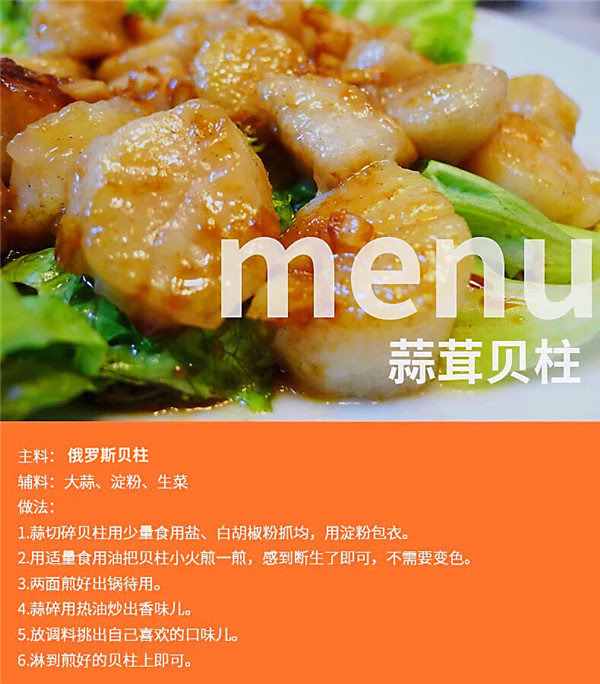 menu
蒜茸贝柱
主料： 俄罗斯贝柱
辅料：大蒜、淀粉、生菜
做法：
1.蒜切碎贝柱用少量食用盐、白胡椒粉抓均，用淀粉包衣。
2.用适量食用油把贝柱小火煎一煎，感到断生了即可，不需要变色。
3.两面煎好出锅待用。
4.蒜碎用热油炒出香味儿。
5.放调料挑出自己喜欢的口味儿。
6.淋到煎好的贝柱上即可。